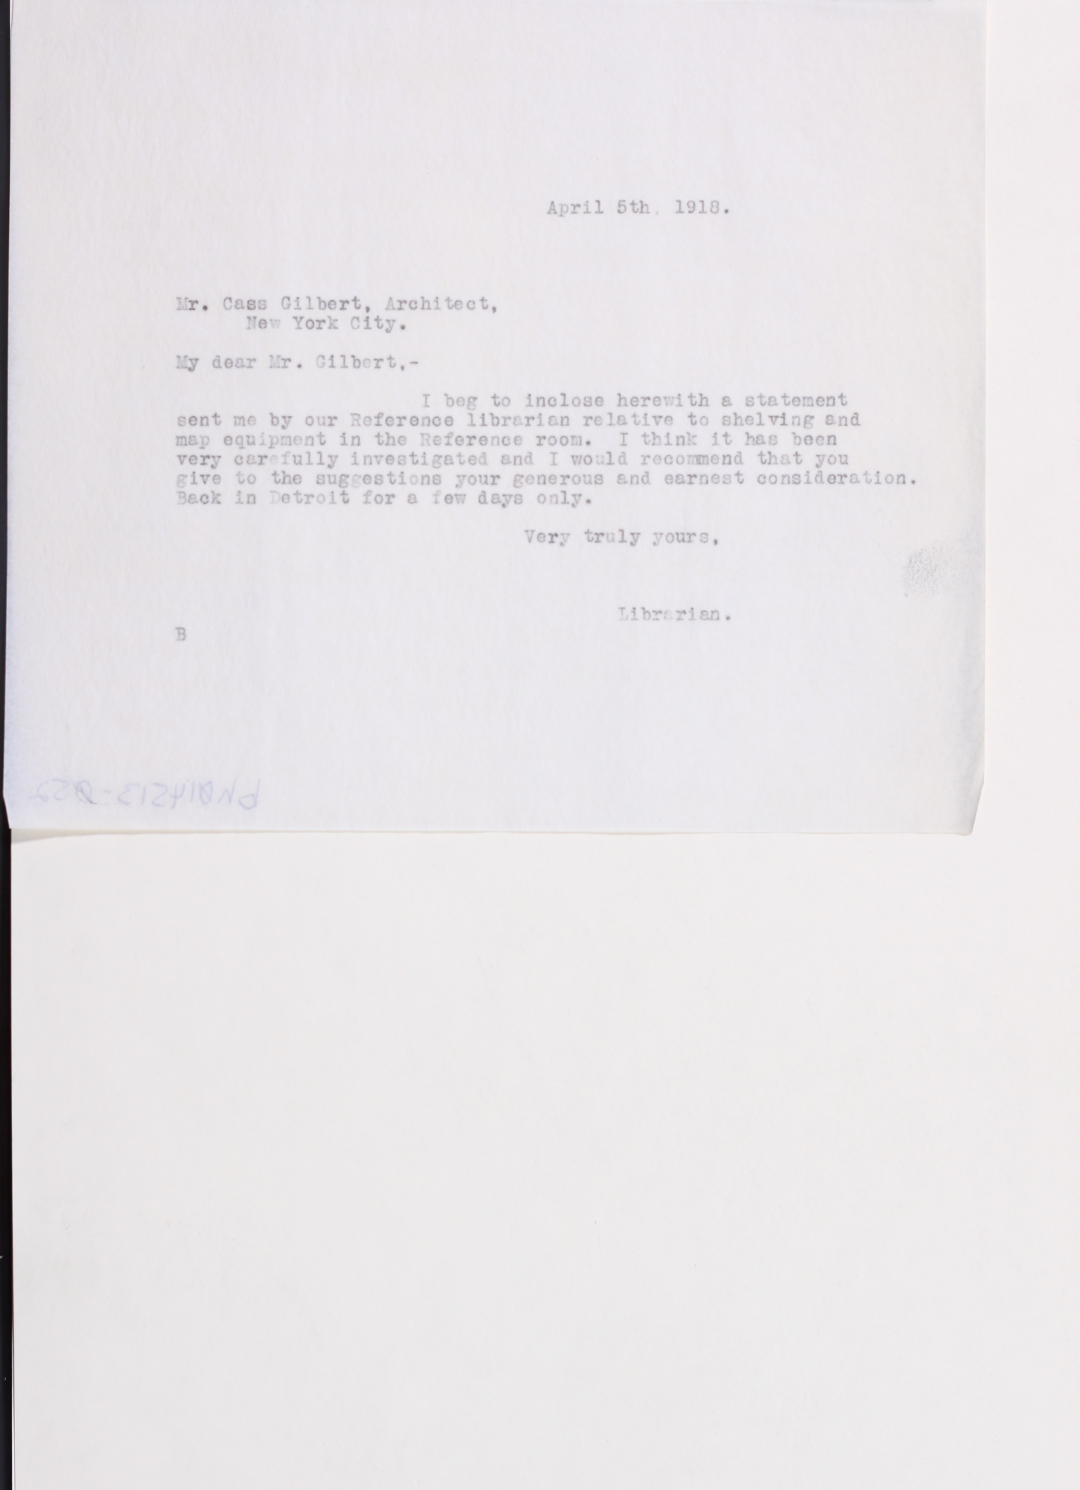 April 5th, 1918.
Mr. Cass Gilbert, Architect,
New York City.
My dear Mr. Gilbert,-
I beg to inclose herewith a statement
sent me by our Reference librarian relative to shelving and
map equipment in the Reference room. I think it has been
very carefully investigated and I would recommend that you
give to the suggestions your generous and earnest consideration.
Back in Detroit for a few days only.
Very truly yours,
Librarian.
B